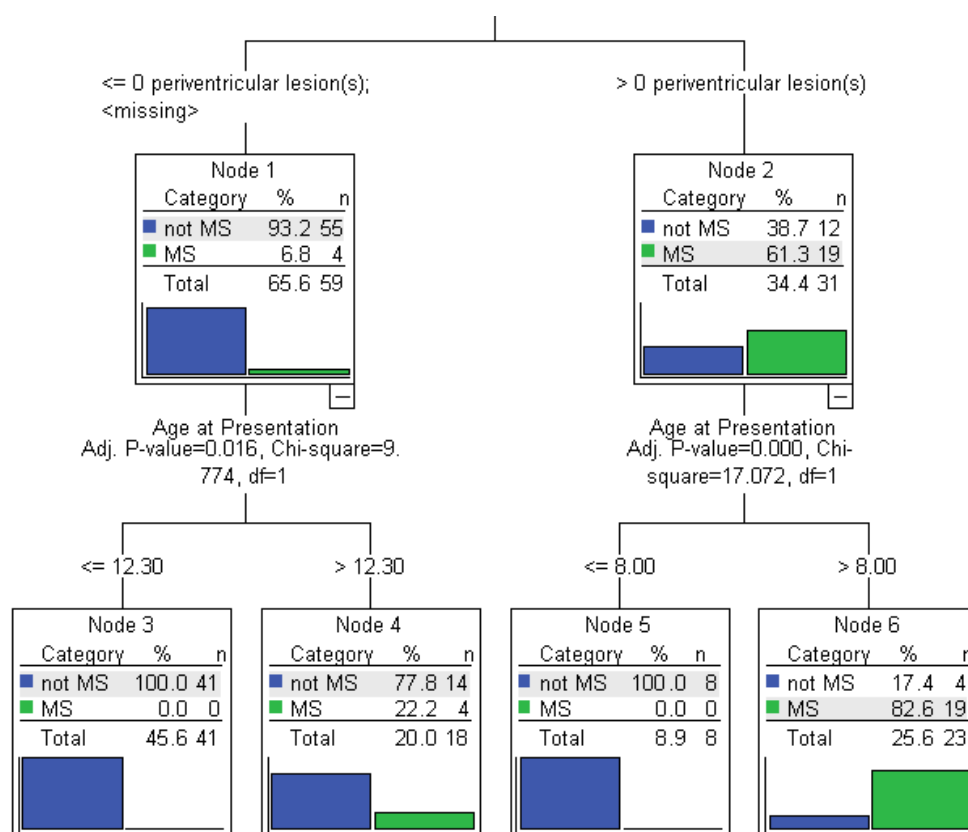 <= 0 periventricular lesion(s);
<missing>
> 0 periventricular lesion(s)
Node 1
Category % n
not MS 93.2 55
MS 6.8 4
Total 65.6 59
Node 2
Category % n
not MS 38.7 12
MS 61.3 19
Total 34.4 31
Age at Presentation
Adj. P-value=0.016, Chi-square=9.
774, df=1
Age at Presentation
Adj. P-value=0.000, Chi-
square=17.072, df=1
<= 12.30
> 12.30
<= 8.00
> 8.00
Node 3
Category % n
not MS 100.0 41
MS 0.0 0
Total 45.6 41
Node 4
Category % n
not MS 77.8 14
MS 22.2 4
Total 20.0 18
Node 5
Category % n
not MS 100.0 8
MS 0.0 0
Total 8.9 8
Node 6
Category % n
not MS 17.4 4
MS 82.6 19
Total 25.6 23